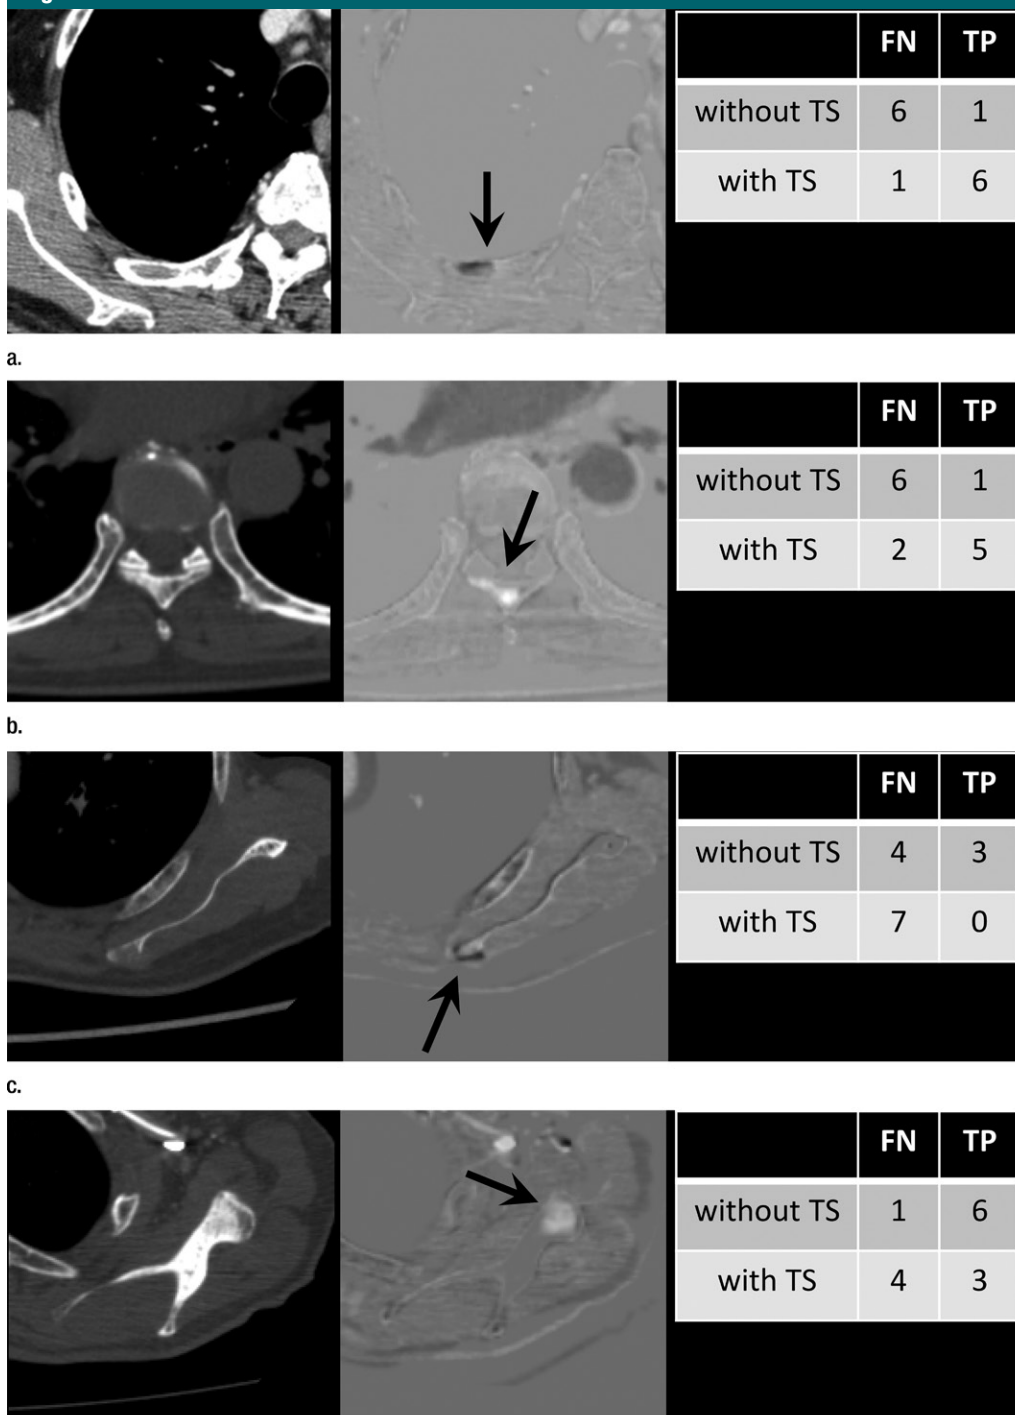 FN TP
without TS 6 1
with TS 1 6
a.
FN TP
without TS 6 1
with TS 2 5
b.
FN TP
without TS 4 3
with TS 7 0
c.
FN TP
without TS 1 6
with TS 4 3